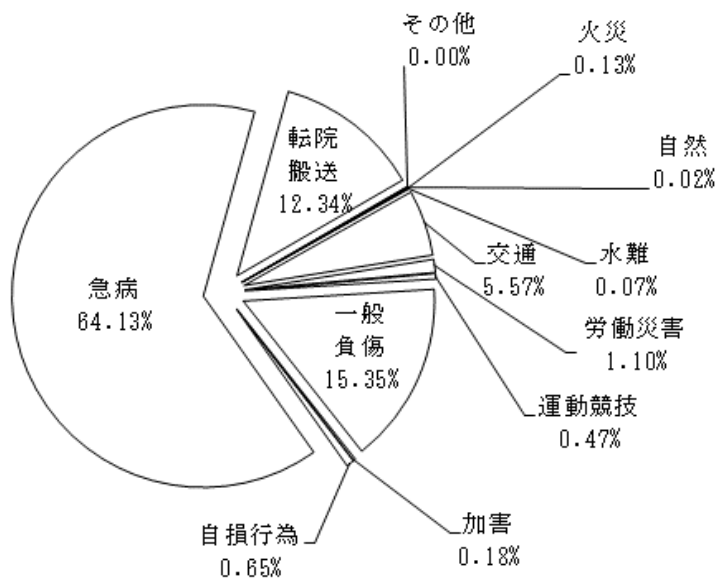 その他
0.00%
火災
0.13%
自然
0.02%
水難
0.07%
交通
5.57%
労働災害
1.10%
運動競技
0.47%
一般
負傷
15.35%
加害
0.18%
自損行為
0.65%
急病
64.13%
転院
搬送
12.34%